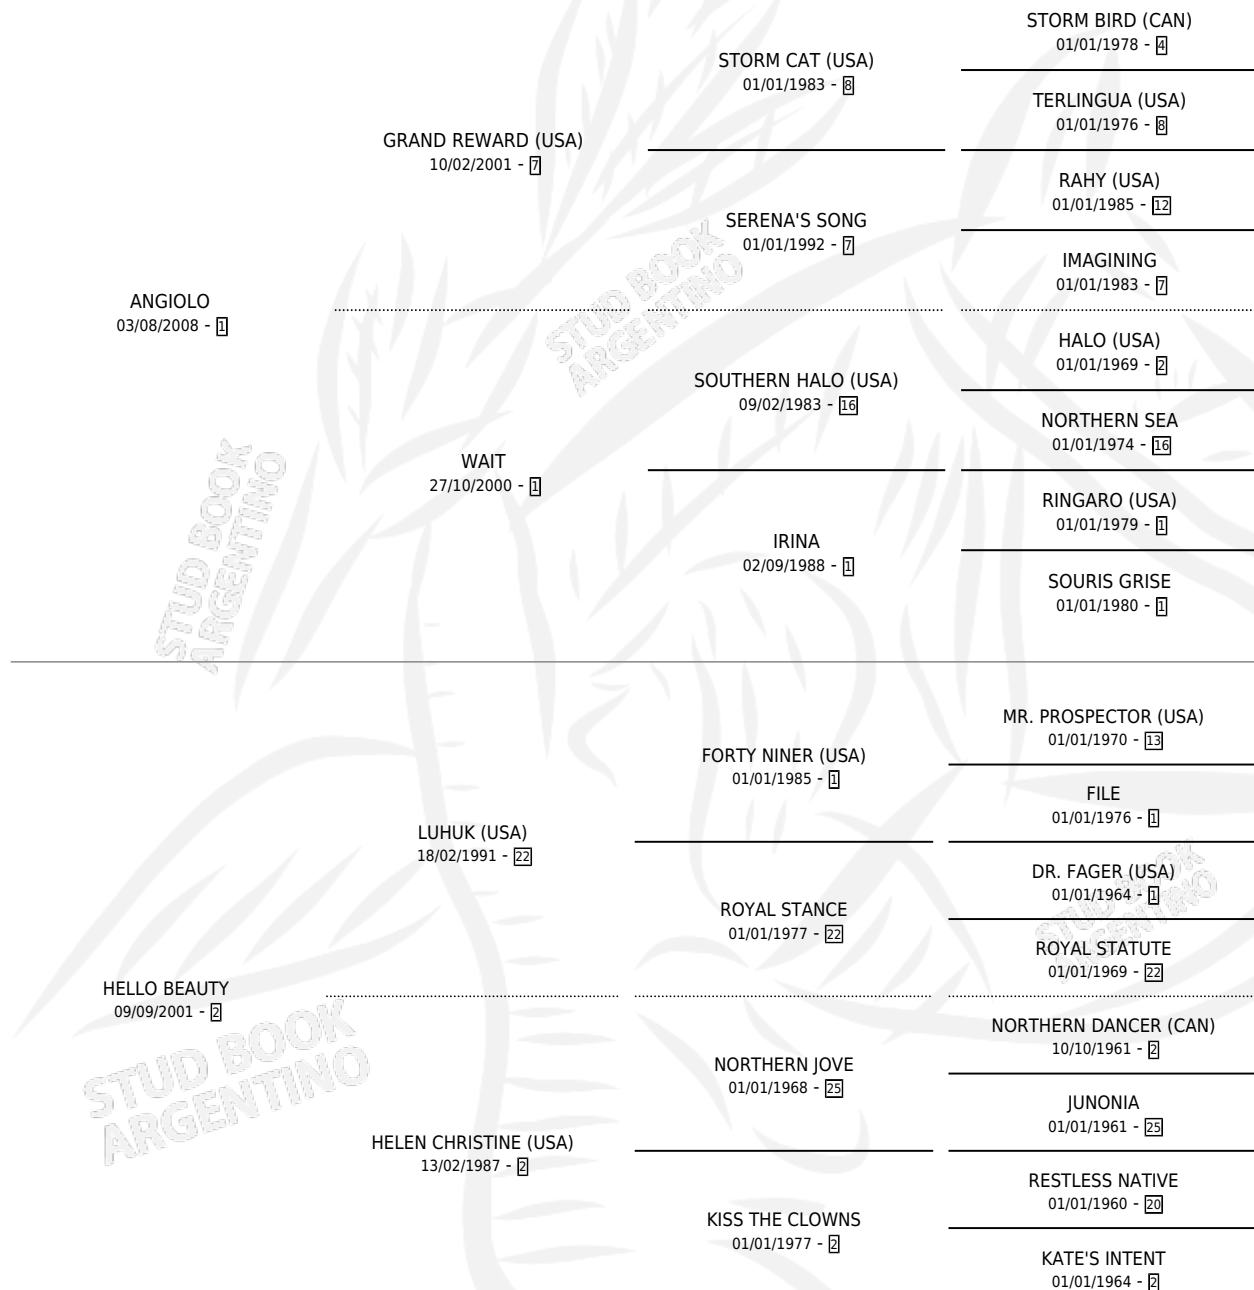 STORM BIRD (CAN)
01/01/1978 - 4
STORM CAT (USA)
01/01/1983 - 8
TERLINGUA (USA)
01/01/1976 - 8
GRAND REWARD (USA)
10/02/2001 - 7
RAHY (USA)
01/01/1985 - 12
SERENA'S SONG
01/01/1992 - 7
IMAGINING
01/01/1983 - 7
ANGIOLO
03/08/2008 - 1
HALO (USA)
01/01/1969 - 2
SOUTHERN HALO (USA)
09/02/1983 - 16
NORTHERN SEA
01/01/1974 - 16
WAIT
27/10/2000 - 1
RINGARO (USA)
01/01/1979 - 1
IRINA
02/09/1988 - 1
SOURIS GRISE
01/01/1980 - 1
STUD BOOK
ARGENTINO
STUD BOOK
ARGENTINO
MR. PROSPECTOR (USA)
01/01/1970 - 13
FORTY NINER (USA)
01/01/1985 - 1
FILE
01/01/1976 - 1
LUHUK (USA)
18/02/1991 - 22
DR. FAGER (USA)
01/01/1964 - 1
ROYAL STANCE
01/01/1977 - 22
ROYAL STATUTE
01/01/1969 - 22
HELLO BEAUTY
09/09/2001 - 2
NORTHERN DANCER (CAN)
10/10/1961 - 2
NORTHERN JOVE
01/01/1968 - 25
JUNONIA
01/01/1961 - 25
HELEN CHRISTINE (USA)
13/02/1987 - 2
RESTLESS NATIVE
01/01/1960 - 20
KISS THE CLOWNS
01/01/1977 - 2
KATE'S INTENT
01/01/1964 - 2
STUD BOOK
ARGENTINO
STUD BOOK
ARGENTINO